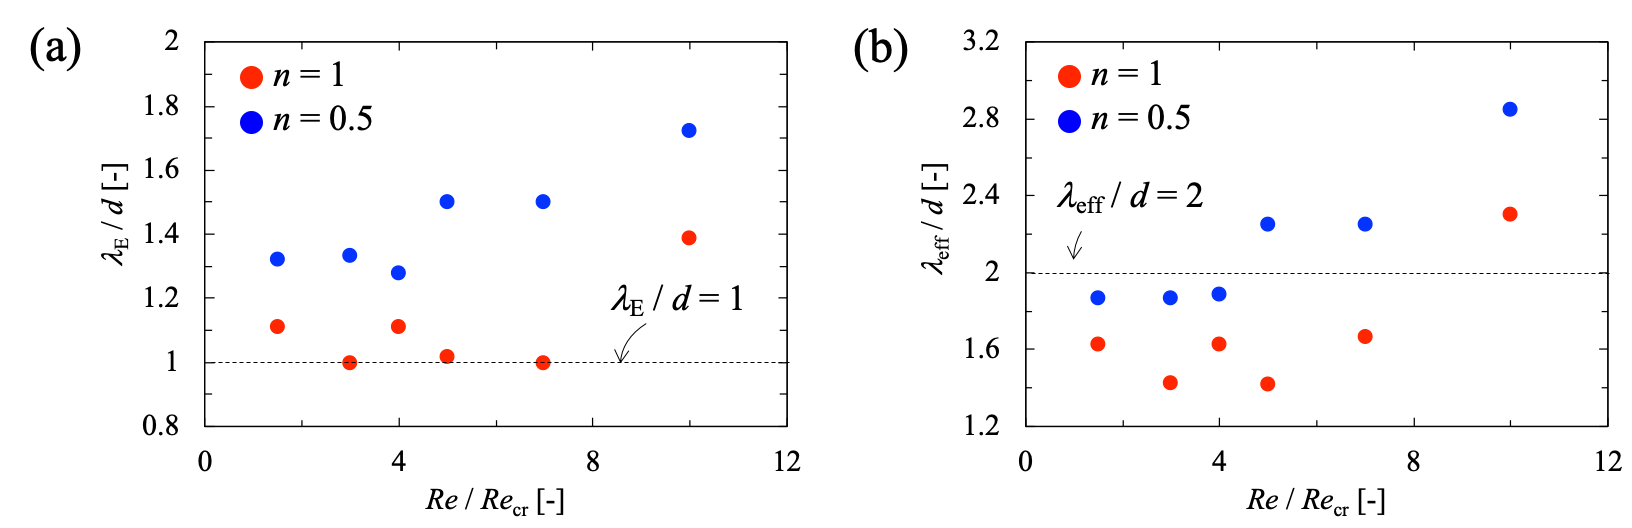 (a)
2
1.8
1.6
1.4
1.2
1
0.8
λE / d [-]
n = 1
n = 0.5
λE / d = 1
0 4 8 12
Re / Recr [-]
(b)
3.2
2.8
2.4
2
1.6
1.2
λeff / d [-]
n = 1
n = 0.5
λeff / d = 2
0 4 8 12
Re / Recr [-]